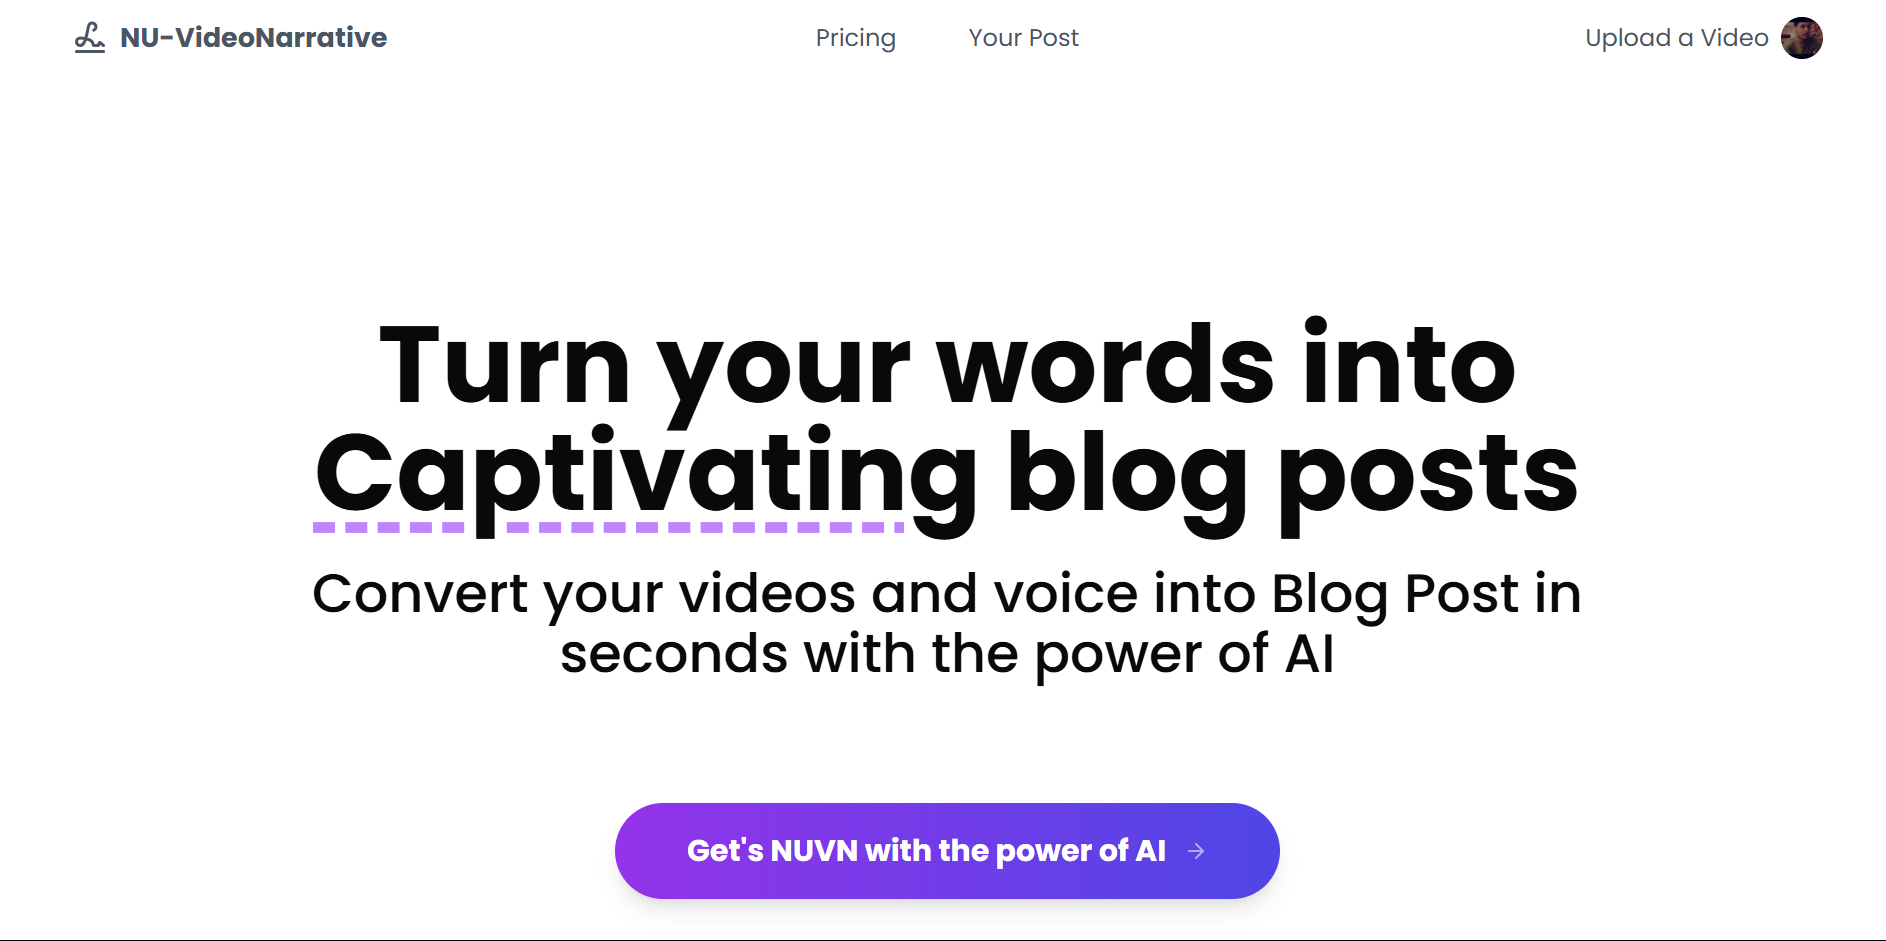 NU-VideoNarrative
Pricing
Your Post
Upload a Video
Turn your words into
Captivating blog posts
Convert your videos and voice into Blog Post in
seconds with the power of AI
Get's NUVN with the power of AI